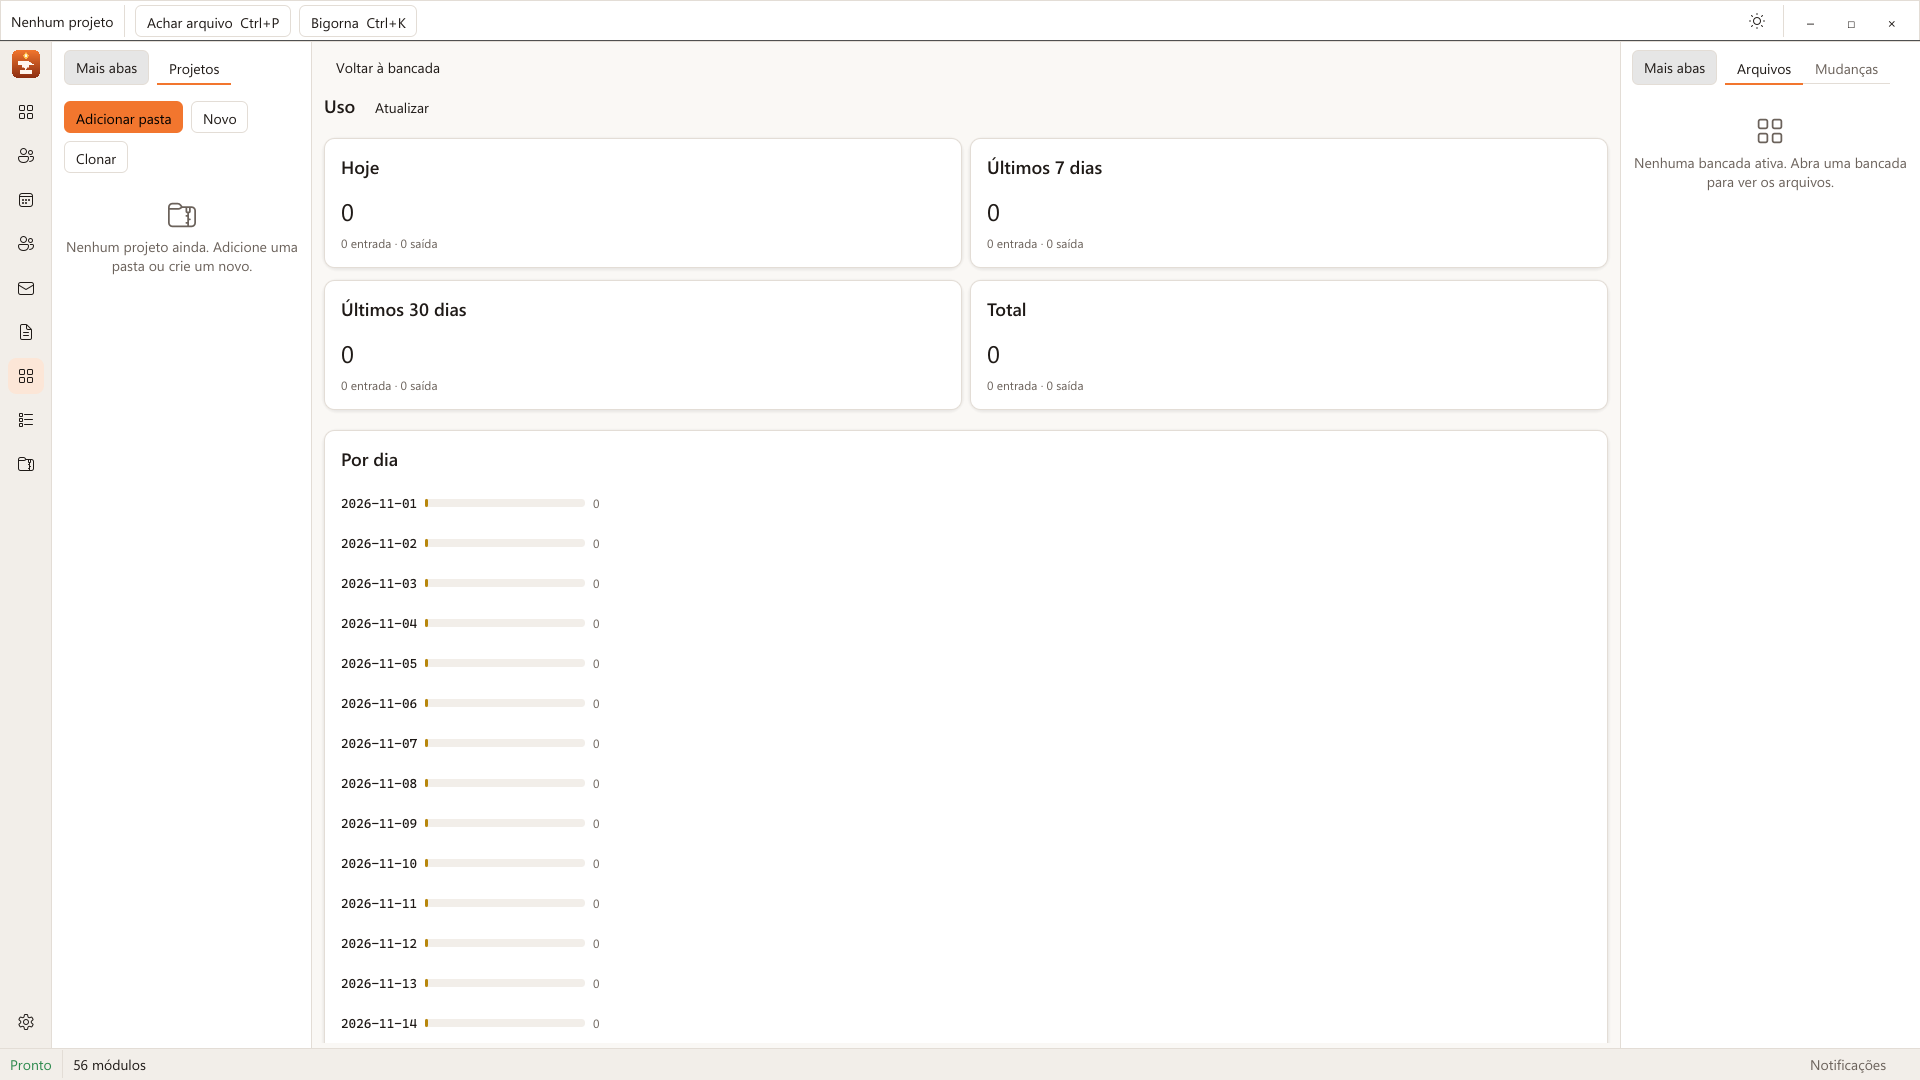 Nenhum projeto
Achar arquivo Ctrl+P
Bigorna Ctrl+K
Mais abas
Projetos
Adicionar pasta
Novo
Clonar
Nenhum projeto ainda. Adicione uma
pasta ou crie um novo.
Voltar à bancada
Uso
Atualizar
Hoje
0
0 entrada · 0 saída
Últimos 7 dias
0
0 entrada · 0 saída
Últimos 30 dias
0
0 entrada · 0 saída
Total
0
0 entrada · 0 saída
Por dia
2026-11-01 0
2026-11-02 0
2026-11-03 0
2026-11-04 0
2026-11-05 0
2026-11-06 0
2026-11-07 0
2026-11-08 0
2026-11-09 0
2026-11-10 0
2026-11-11 0
2026-11-12 0
2026-11-13 0
2026-11-14 0
Mais abas
Arquivos
Mudanças
Nenhuma bancada ativa. Abra uma bancada
para ver os arquivos.
Pronto
56 módulos
Notificações